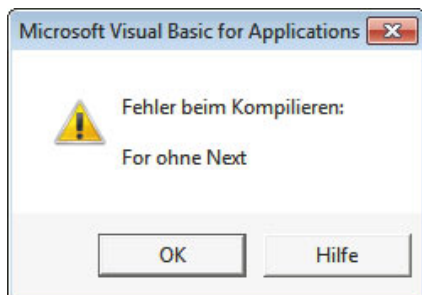 Microsoft Visual Basic for Applications
Fehler beim Kompilieren:
For ohne Next
OK
Hilfe